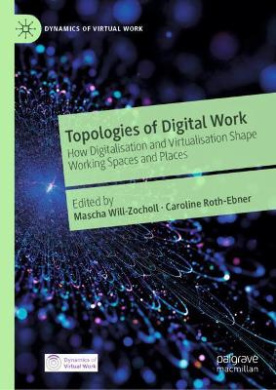 DYNAMICS OF VIRTUAL WORK
Topologies of Digital Work
How Digitalisation and Virtualisation Shape
Working Spaces and Places
Edited by
Mascha Will-Zocholl · Caroline Roth-Ebner
Dynamics of
Virtual Work
palgrave
macmillan